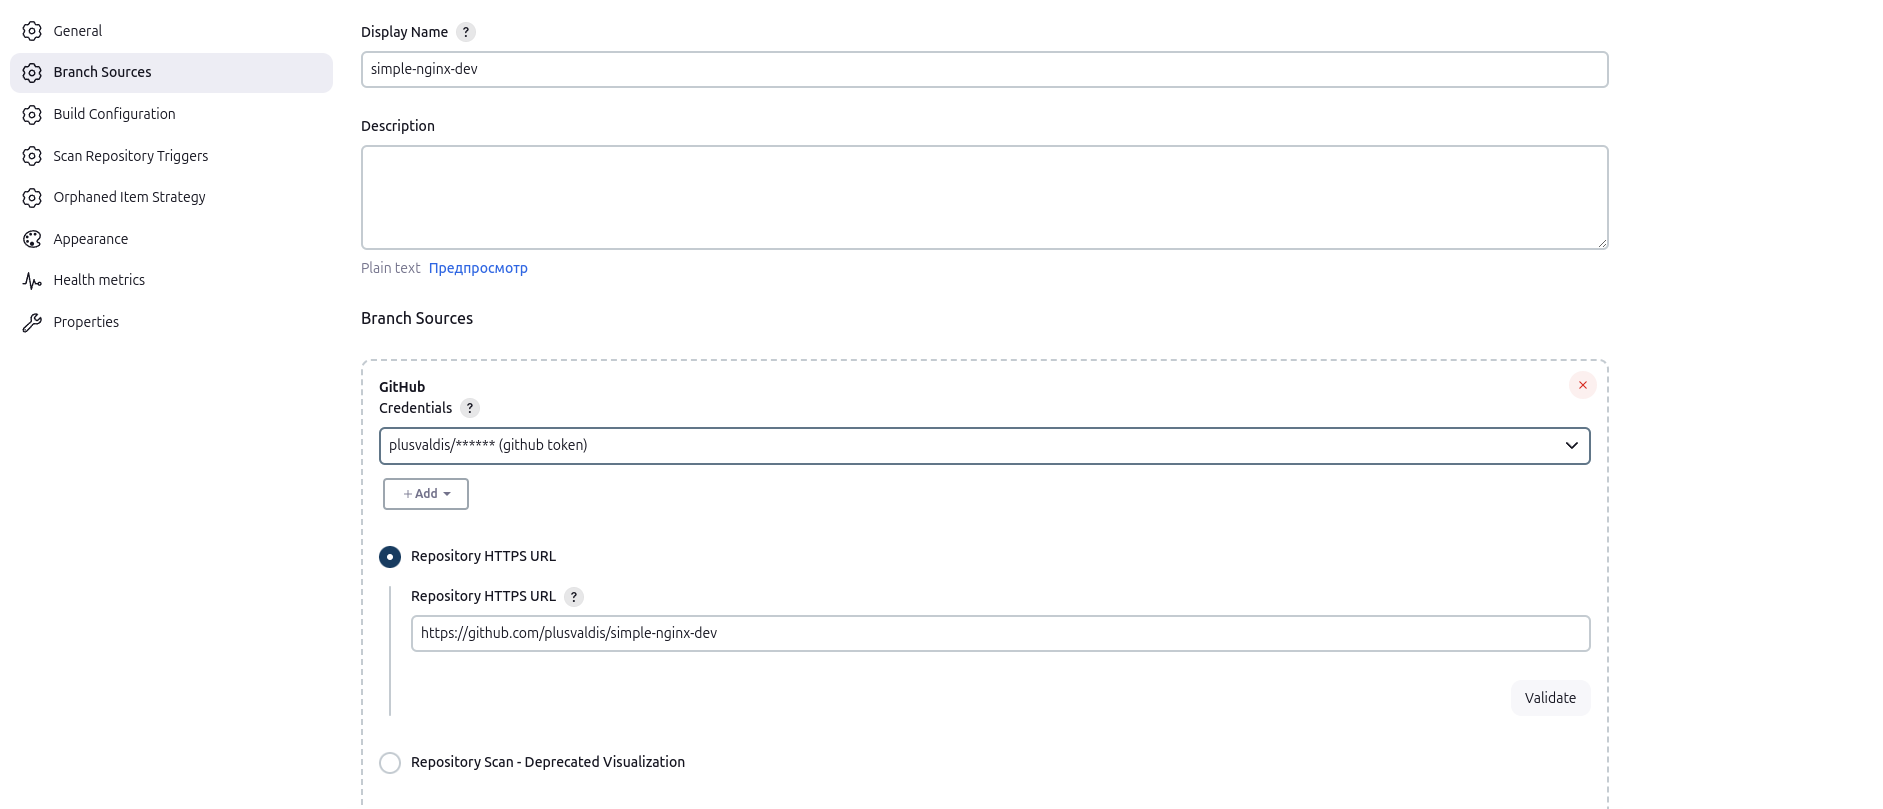 General
Branch Sources
Build Configuration
Scan Repository Triggers
Orphaned Item Strategy
Appearance
Health metrics
Properties
Display Name ?
simple-nginx-dev
Description
Plain text Предпросмотр
Branch Sources
GitHub
Credentials ?
plusvaldis/****** (github token)
+ Add
Repository HTTPS URL
Repository HTTPS URL ?
https://github.com/plusvaldis/simple-nginx-dev
Validate
Repository Scan - Deprecated Visualization